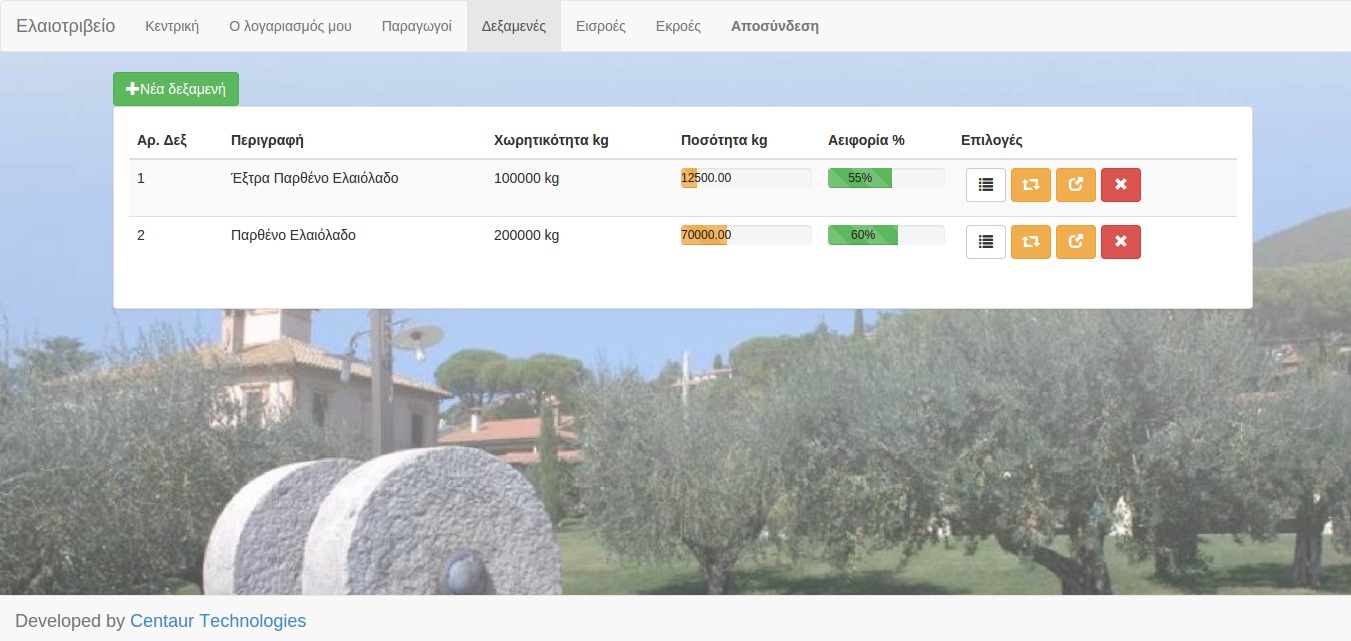 Ελαιοτριβείο Κεντρική Ο λογαριασμός μου Παραγωγοί Δεξαμενές Εισροές Εκροές Αποσύνδεση
Νέα δεξαμενή
Αρ. Δεξ Περιγραφή Χωρητικότητα kg Ποσότητα kg Αειφορία % Επιλογές
1 Έξτρα Παρθένο Ελαιόλαδο 100000 kg 12500.00 55%
2 Παρθένο Ελαιόλαδο 200000 kg 70000.00 60%
Developed by Centaur Technologies